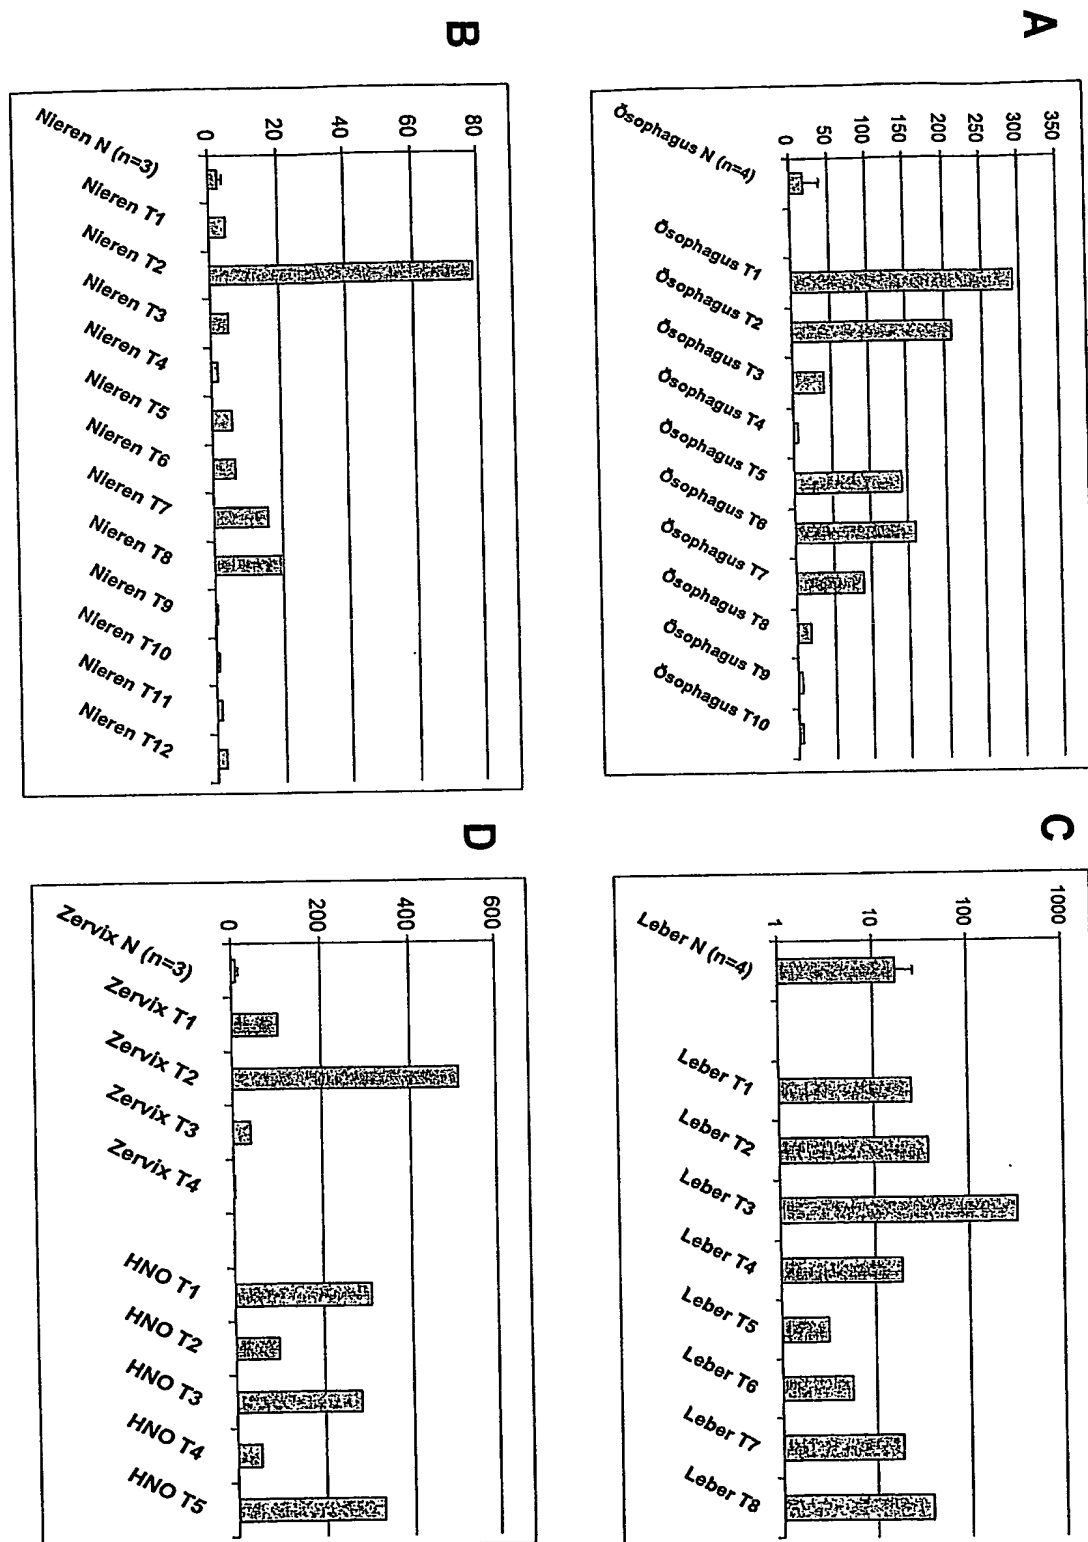 A
350
300
250
200
150
100
50
0
Ösophagus N (n=4)
Ösophagus T1
Ösophagus T2
Ösophagus T3
Ösophagus T4
Ösophagus T5
Ösophagus T6
Ösophagus T7
Ösophagus T8
Ösophagus T9
Ösophagus T10
B
80
60
40
20
0
Nieren N (n=3)
Nieren T1
Nieren T2
Nieren T3
Nieren T4
Nieren T5
Nieren T6
Nieren T7
Nieren T8
Nieren T9
Nieren T10
Nieren T11
Nieren T12
C
1000
100
10
1
Leber N (n=4)
Leber T1
Leber T2
Leber T3
Leber T4
Leber T5
Leber T6
Leber T7
Leber T8
D
600
400
200
0
Zervix N (n=3)
Zervix T1
Zervix T2
Zervix T3
Zervix T4
HNO T1
HNO T2
HNO T3
HNO T4
HNO T5